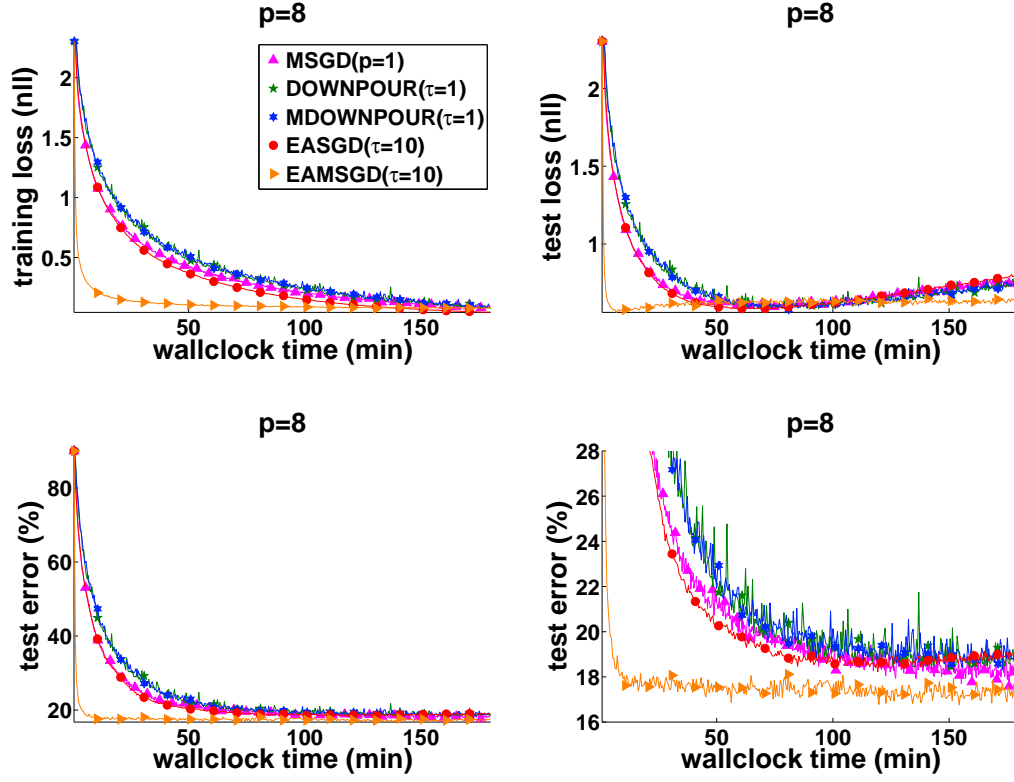 p=8
training loss (nll)
2
1.5
1
0.5
MSGD(p=1)
DOWNPOUR(τ=1)
MDOWNPOUR(τ=1)
EASGD(τ=10)
EAMSGD(τ=10)
50 100 150
wallclock time (min)
p=8
test loss (nll)
2
1.5
1
50 100 150
wallclock time (min)
p=8
test error (%)
80
60
40
20
50 100 150
wallclock time (min)
p=8
test error (%)
28
26
24
22
20
18
16
50 100 150
wallclock time (min)